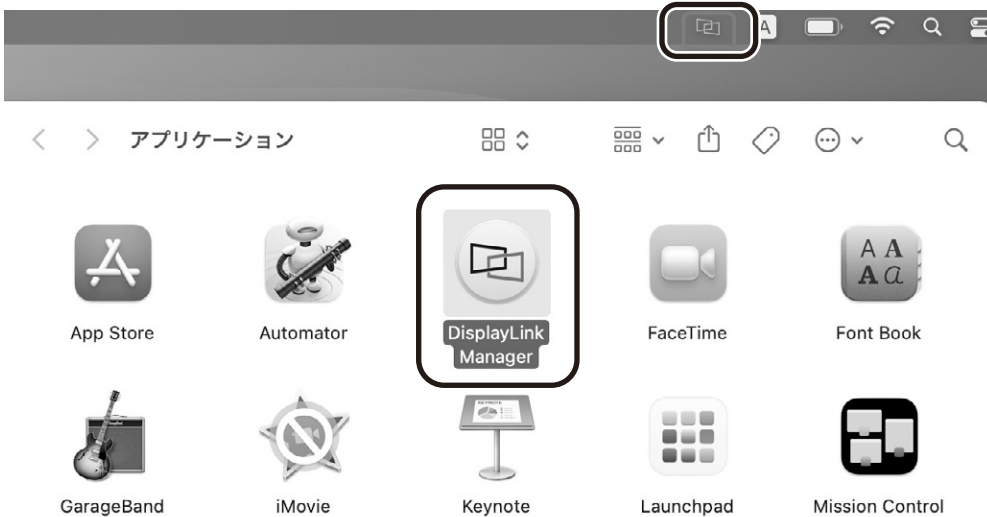 A
アプリケーション
App Store
Automator
DisplayLink
Manager
FaceTime
A A
A a
Font Book
GarageBand
iMovie
KEYNOTE
Keynote
Launchpad
Mission Control